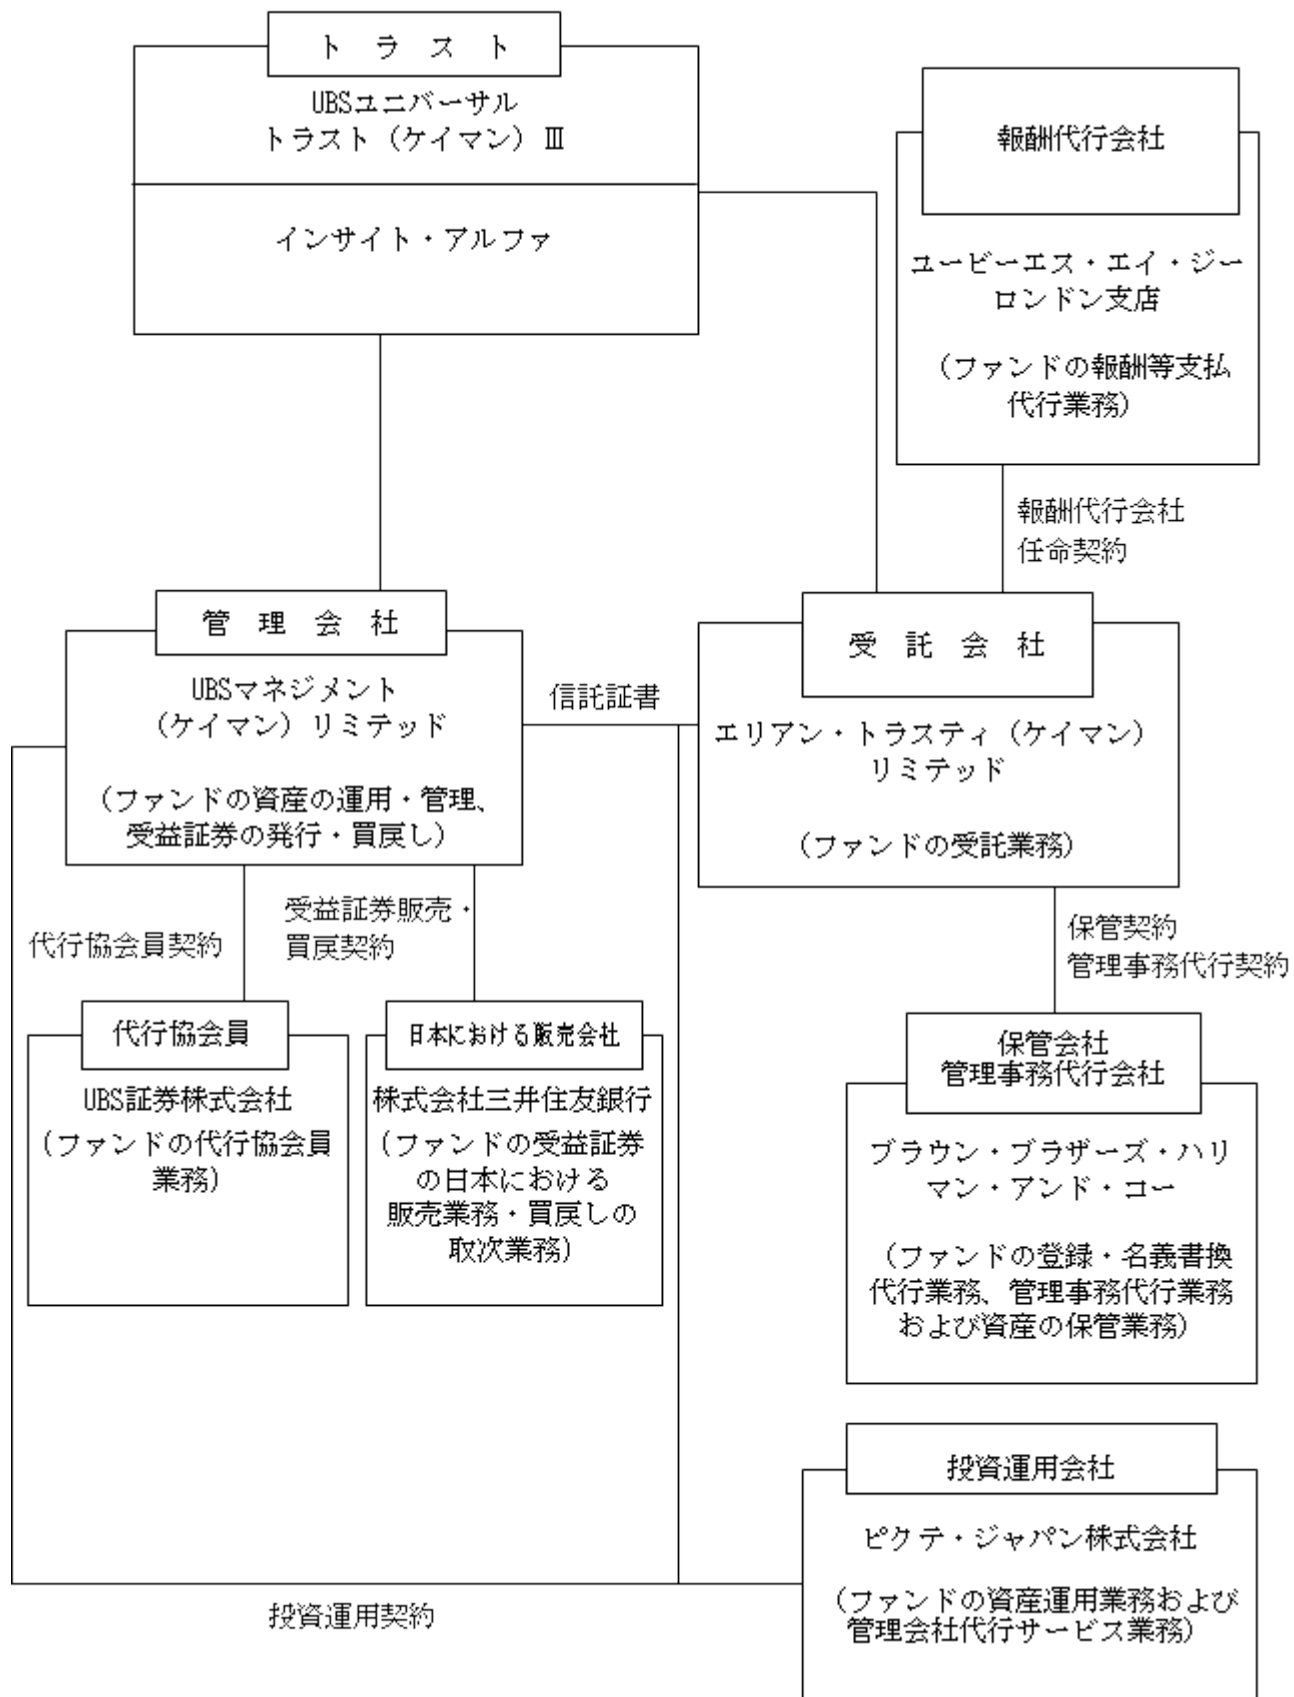 トラスト
UBSユニバーサル
トラスト（ケイマン）Ⅲ
インサイト・アルファ
報酬代行会社
ユービーエス・エイ・ジー
ロンドン支店
（ファンドの報酬等支払
代行業務）
報酬代行会社
任命契約
管理会社
UBSマネジメント
（ケイマン）リミテッド
（ファンドの資産の運用・管理、
受益証券の発行・買戻し）
信託証書
受託会社
エリアン・トラスティ（ケイマン）
リミテッド
（ファンドの受託業務）
代行協会員契約
受益証券販売・
買戻契約
保管契約
管理事務代行契約
代行協会員
UBS証券株式会社
（ファンドの代行協会員
業務）
日本における販売会社
株式会社三井住友銀行
（ファンドの受益証券
の日本における
販売業務・買戻しの
取次業務）
保管会社
管理事務代行会社
ブラウン・ブラザーズ・ハリ
マン・アンド・コー
（ファンドの登録・名義書換
代行業務、管理事務代行業務
および資産の保管業務）
投資運用会社
ピクテ・ジャパン株式会社
（ファンドの資産運用業務および
管理会社代行サービス業務）
投資運用契約